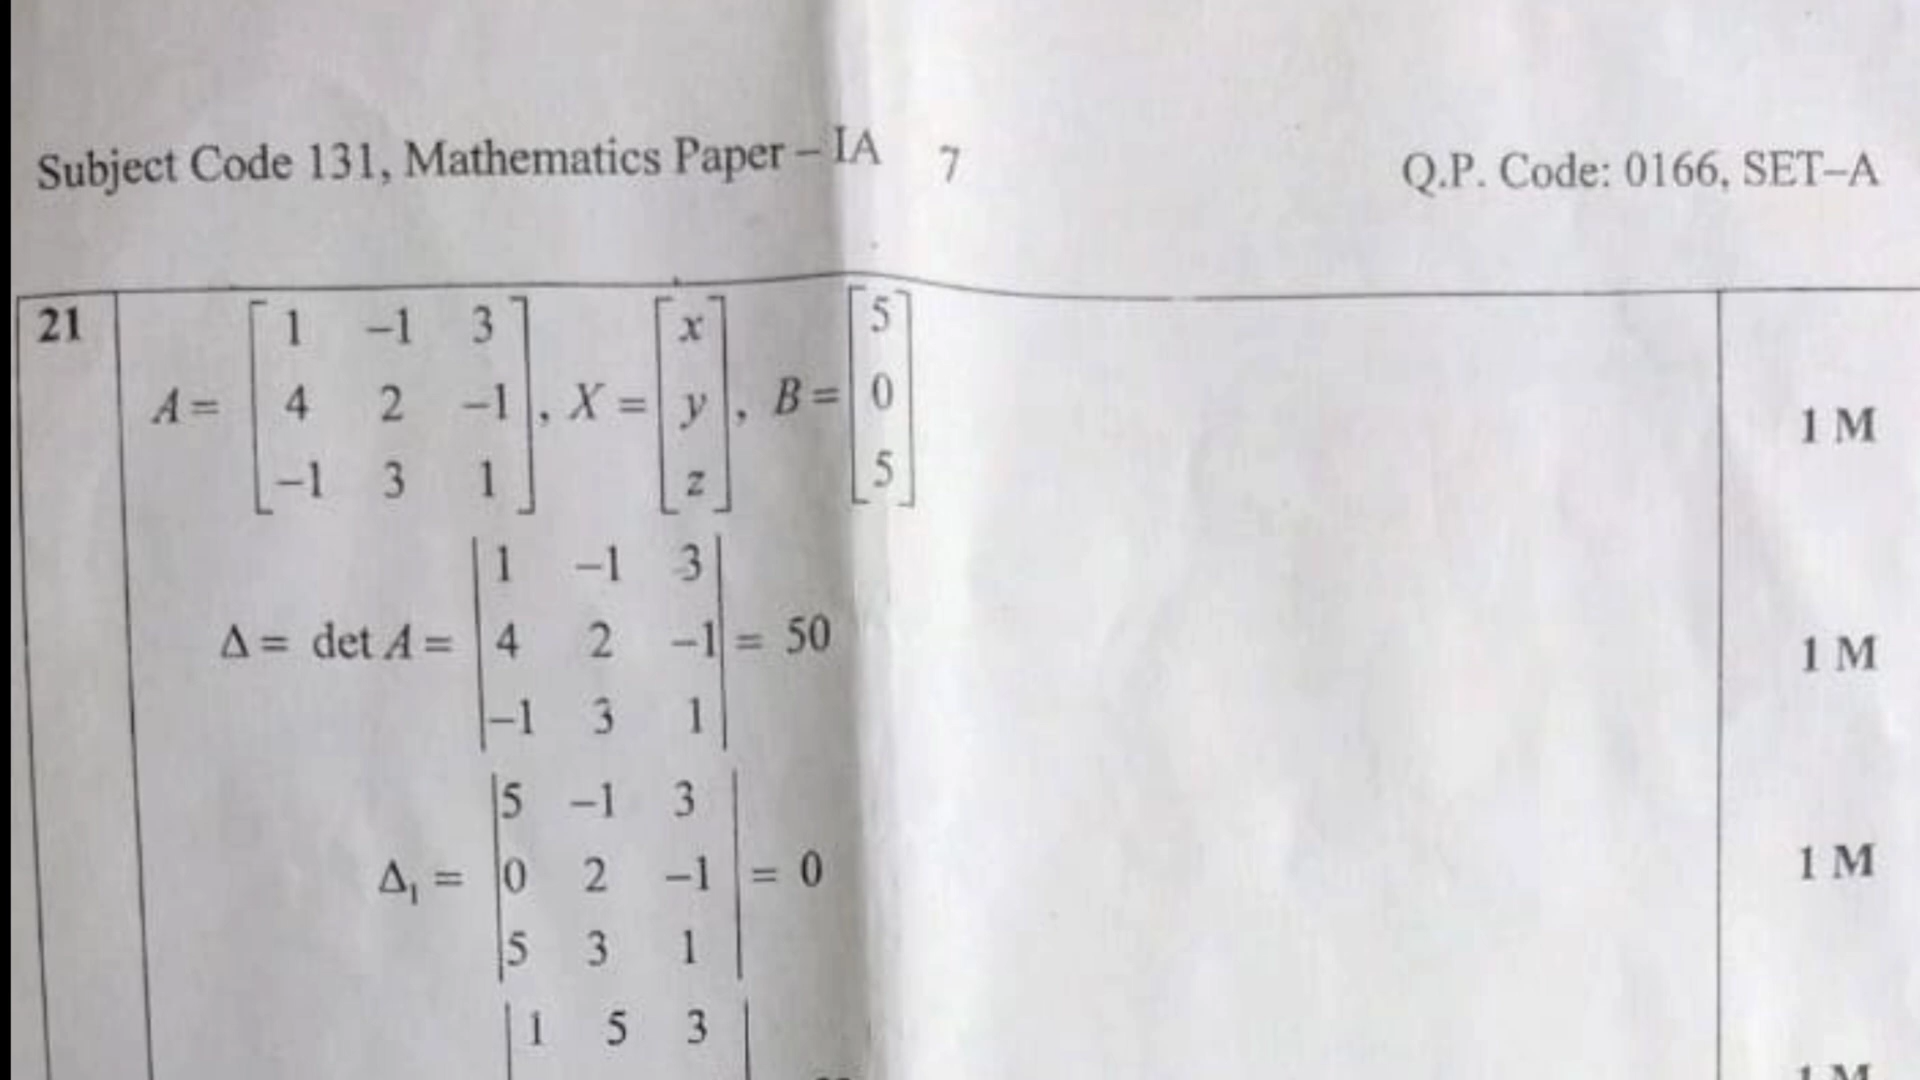 Subject Code 131, Mathematics Paper – IA 7 Q.P. Code: 0166, SET–A
21
1 –1 3 x 5
A = 4 2 –1 , X = y , B = 0 1 M
–1 3 1 z 5
1 –1 3
Δ = det A = 4 2 –1 = 50 1 M
–1 3 1
5 –1 3
Δ₁ = 0 2 –1 = 0 1 M
5 3 1
1 5 3
1 M